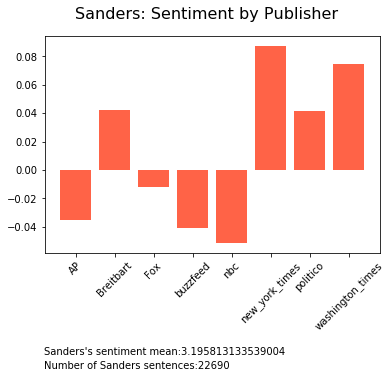 Sanders: Sentiment by Publisher
0.08
0.06
0.04
0.02
0.00
−0.02
−0.04
AP
Breitbart
Fox
buzzfeed
nbc
new_york_times
politico
washington_times
Sanders's sentiment mean:3.195813133539004
Number of Sanders sentences:22690